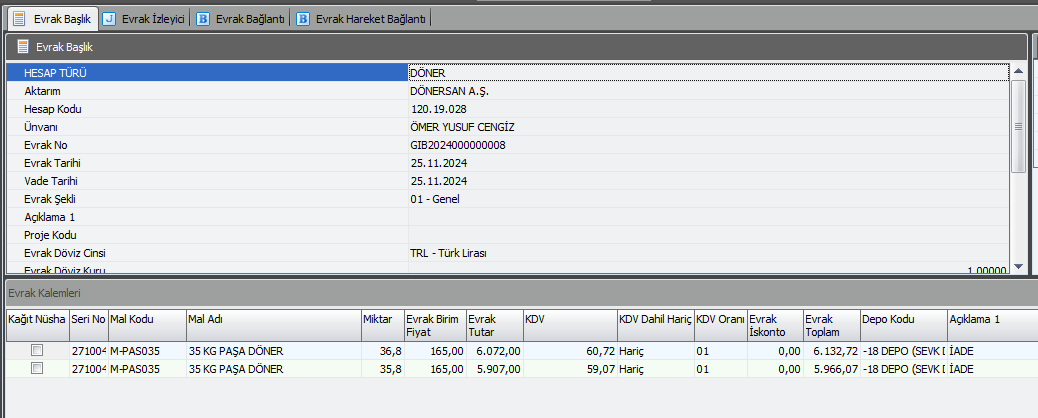 Evrak Başlık  Evrak İzleyici  Evrak Bağlantı  Evrak Hareket Bağlantı
Evrak Başlık
HESAP TÜRÜ DÖNER
Aktarım DÖNERSAN A.Ş.
Hesap Kodu 120.19.028
Ünvanı ÖMER YUSUF CENGİZ
Evrak No GIB2024000000008
Evrak Tarihi 25.11.2024
Vade Tarihi 25.11.2024
Evrak Şekli 01 - Genel
Açıklama 1
Proje Kodu
Evrak Döviz Cinsi TRL - Türk Lirası
Evrak Döviz Kuru 1,00000
Evrak Kalemleri
Kağıt Nüsha Seri No Mal Kodu Mal Adı Miktar Evrak Birim Fiyat Evrak Tutar KDV KDV Dahil Hariç KDV Oranı Evrak İskonto Evrak Toplam Depo Kodu Açıklama 1
271004 M-PAS035 35 KG PAŞA DÖNER 36,8 165,00 6.072,00 60,72 Hariç 01 0,00 6.132,72 -18 DEPO (SEVK İADE
271004 M-PAS035 35 KG PAŞA DÖNER 35,8 165,00 5.907,00 59,07 Hariç 01 0,00 5.966,07 -18 DEPO (SEVK İADE